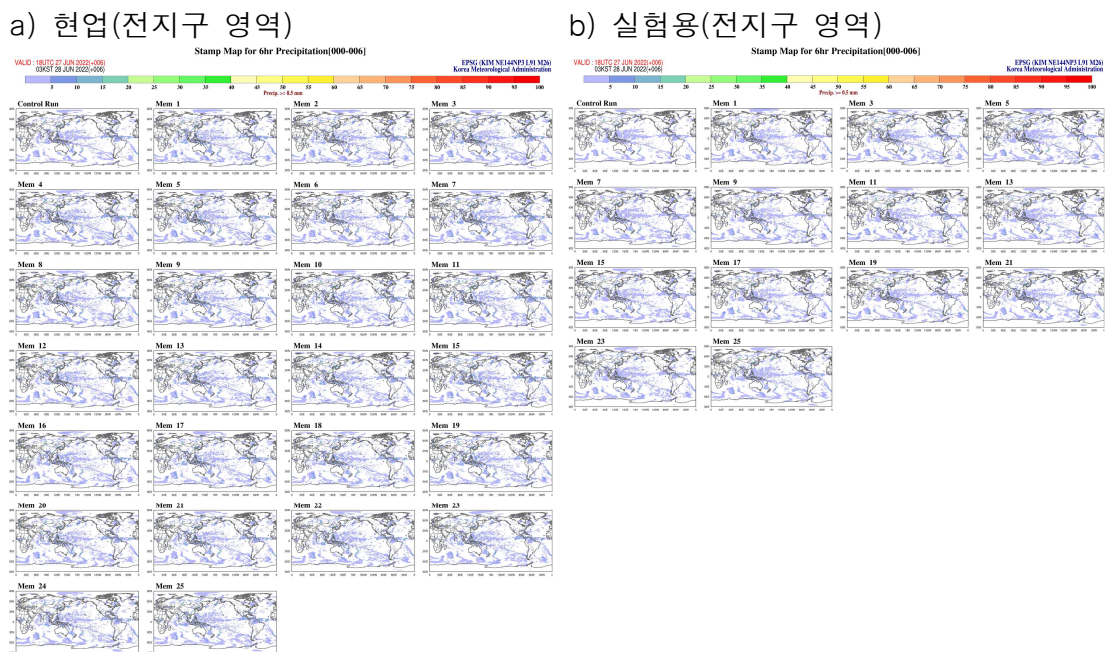 a) 현업(전지구 영역)
Stamp Map for 6hr Precipitation[000-006]
VALID : 18UTC 27 JUN 2022(+006)
03KST 28 JUN 2022(+006)
EPSG (KIM NE144NP3 L91 M26)
Korea Meteorological Administration
5 10 15 20 25 30 35 40 45 50 55 60 65 70 75 80 85 90 95 100
Precip. >= 0.5 mm
Control Run Mem 1 Mem 2 Mem 3
Mem 4 Mem 5 Mem 6 Mem 7
Mem 8 Mem 9 Mem 10 Mem 11
Mem 12 Mem 13 Mem 14 Mem 15
Mem 16 Mem 17 Mem 18 Mem 19
Mem 20 Mem 21 Mem 22 Mem 23
Mem 24 Mem 25
b) 실험용(전지구 영역)
Stamp Map for 6hr Precipitation[000-006]
VALID : 18UTC 27 JUN 2022(+006)
03KST 28 JUN 2022(+006)
EPSG (KIM NE144NP3 L91 M26)
Korea Meteorological Administration
5 10 15 20 25 30 35 40 45 50 55 60 65 70 75 80 85 90 95 100
Precip. >= 0.5 mm
Control Run Mem 1 Mem 3 Mem 5
Mem 7 Mem 9 Mem 11 Mem 13
Mem 15 Mem 17 Mem 19 Mem 21
Mem 23 Mem 25